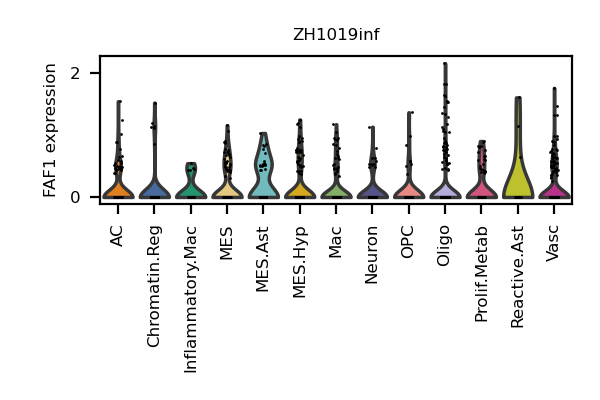 ZH1019inf
FAF1 expression
2
0
AC
Chromatin.Reg
Inflammatory.Mac
MES
MES.Ast
MES.Hyp
Mac
Neuron
OPC
Oligo
Prolif.Metab
Reactive.Ast
Vasc